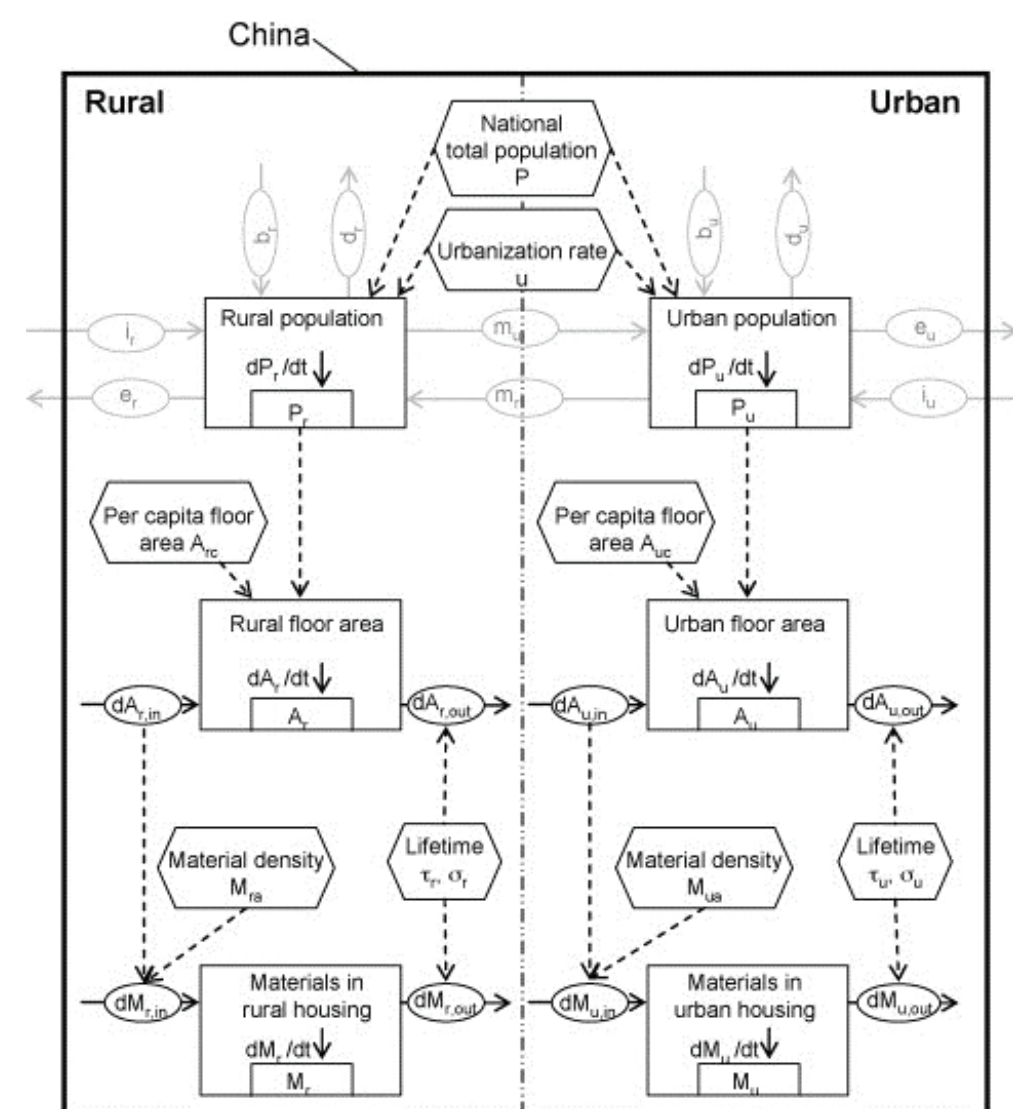 China
Rural
Urban
National
total population
P
b_r
d_r
b_u
d_u
Urbanization rate
u
Rural population
Urban population
i_r
m_u
e_u
dP_r/dt
dP_u/dt
e_r
P_r
m_r
P_u
i_u
Per capita floor
area A_rc
Per capita floor
area A_uc
Rural floor area
Urban floor area
dA_r/dt
dA_u/dt
dA_r,in
A_r
dA_r,out
dA_u,in
A_u
dA_u,out
Material density
M_ra
Lifetime
τ_r, σ_r
Material density
M_ua
Lifetime
τ_u, σ_u
Materials in
rural housing
Materials in
urban housing
dM_r,in
dM_r,out
dM_u,in
dM_u,out
dM_r/dt
M_r
dM_u/dt
M_u